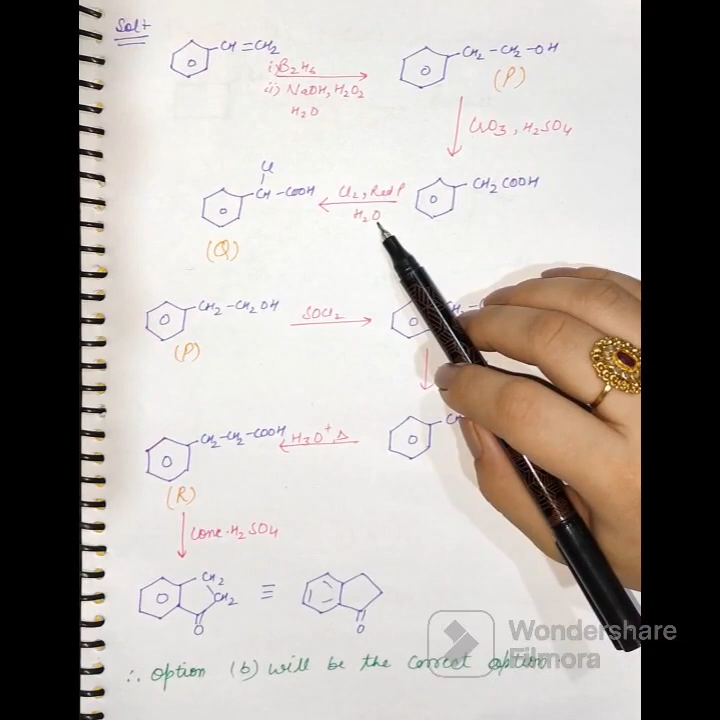 Sol↑
CH=CH2
i) B2H6
ii) NaOH, H2O2
H2O
CH2-CH2-OH
(P)
CrO3, H2SO4
CH2COOH
Cl2, Red P
H2O
Cl
CH-COOH
(Q)
CH2-CH2OH
(P)
SOCl2
H3O+, Δ
CH2-CH2-COOH
(R)
Conc. H2SO4
CH2
CH2
O
≡
O
∴ option (b) will be the correct option
Wondershare
Filmora